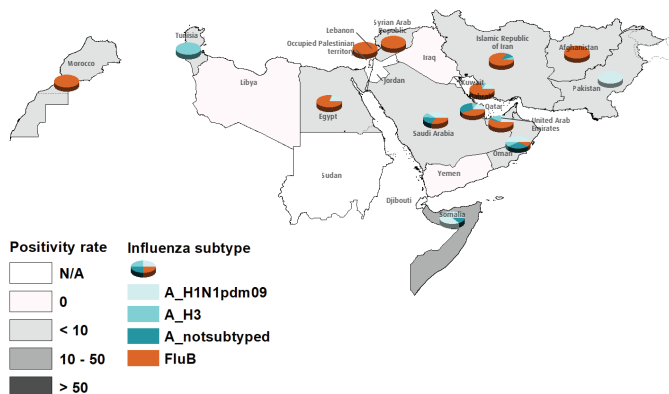 Tunisia
Lebanon
Syrian Arab
Republic
Occupied Palestinian
territory
Islamic Republic
of Iran
Afghanistan
Morocco
Iraq
Libya
Jordan
Kuwait
Pakistan
Egypt
Qatar
Saudi Arabia
United Arab
Emirates
Oman
Sudan
Yemen
Djibouti
Somalia
Positivity rate
N/A
0
< 10
10 - 50
> 50
Influenza subtype
A_H1N1pdm09
A_H3
A_notsubtyped
FluB